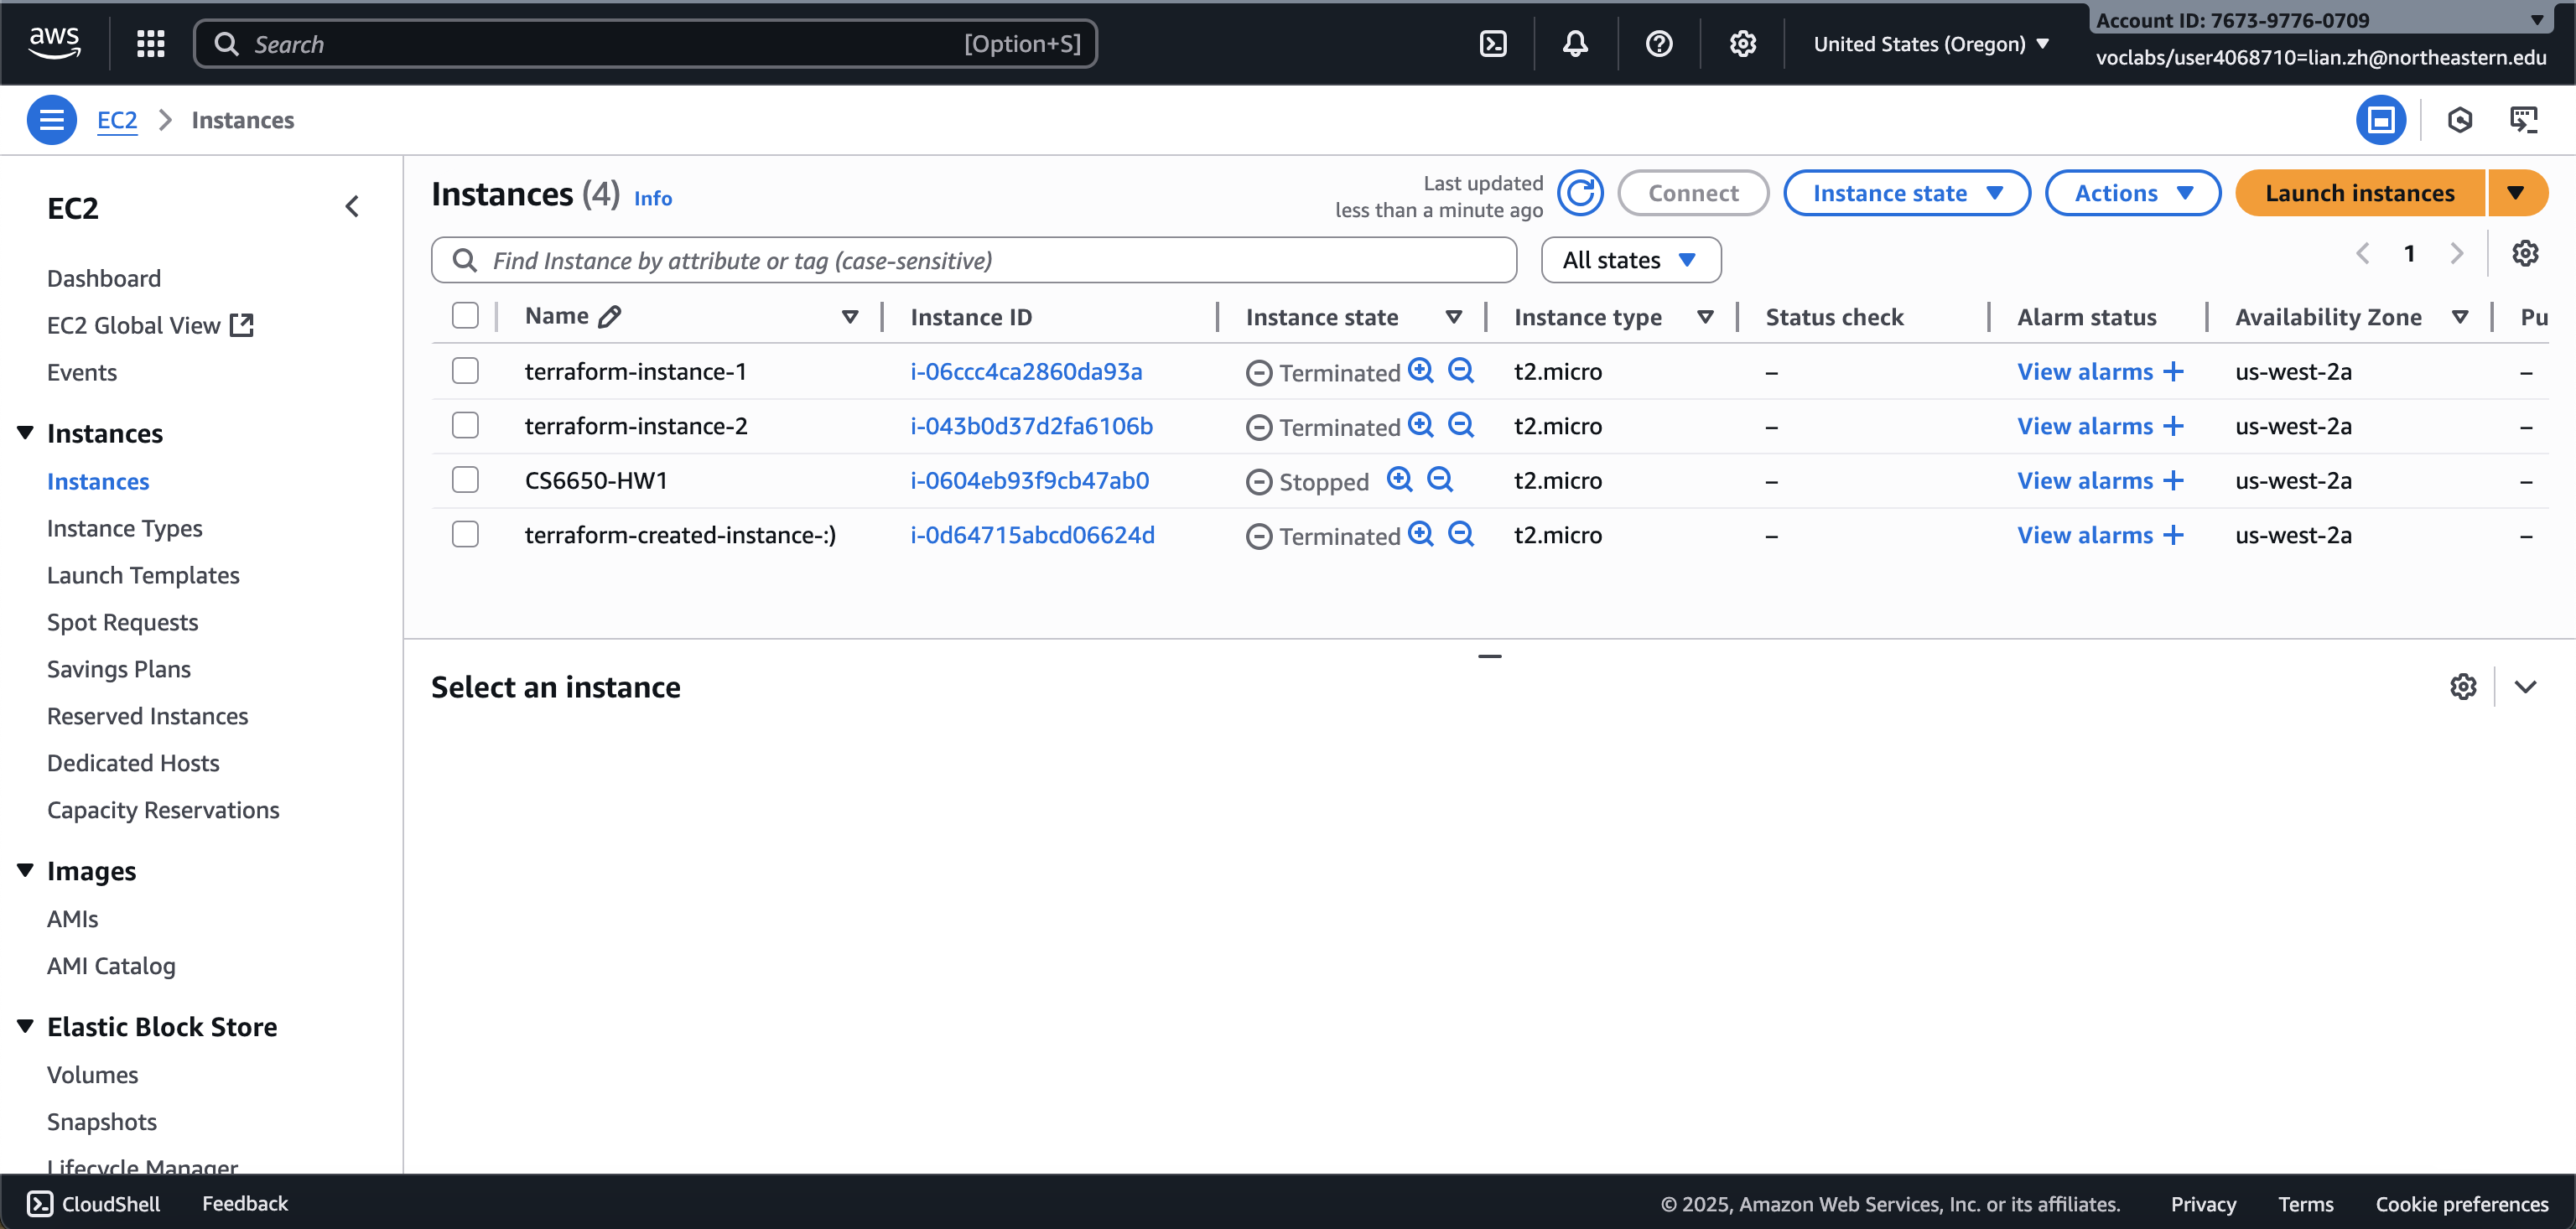 aws
Search [Option+S]
United States (Oregon)
Account ID: 7673-9776-0709
voclabs/user4068710=lian.zh@northeastern.edu
EC2 Instances
EC2
Dashboard
EC2 Global View
Events
Instances
Instances
Instance Types
Launch Templates
Spot Requests
Savings Plans
Reserved Instances
Dedicated Hosts
Capacity Reservations
Images
AMIs
AMI Catalog
Elastic Block Store
Volumes
Snapshots
Lifecycle Manager
Instances (4) Info
Last updated
less than a minute ago
Connect Instance state Actions Launch instances
Find Instance by attribute or tag (case-sensitive) All states 1
Name Instance ID Instance state Instance type Status check Alarm status Availability Zone Pu
terraform-instance-1 i-06ccc4ca2860da93a Terminated t2.micro – View alarms + us-west-2a –
terraform-instance-2 i-043b0d37d2fa6106b Terminated t2.micro – View alarms + us-west-2a –
CS6650-HW1 i-0604eb93f9cb47ab0 Stopped t2.micro – View alarms + us-west-2a –
terraform-created-instance-:) i-0d64715abcd06624d Terminated t2.micro – View alarms + us-west-2a –
Select an instance
CloudShell Feedback © 2025, Amazon Web Services, Inc. or its affiliates. Privacy Terms Cookie preferences